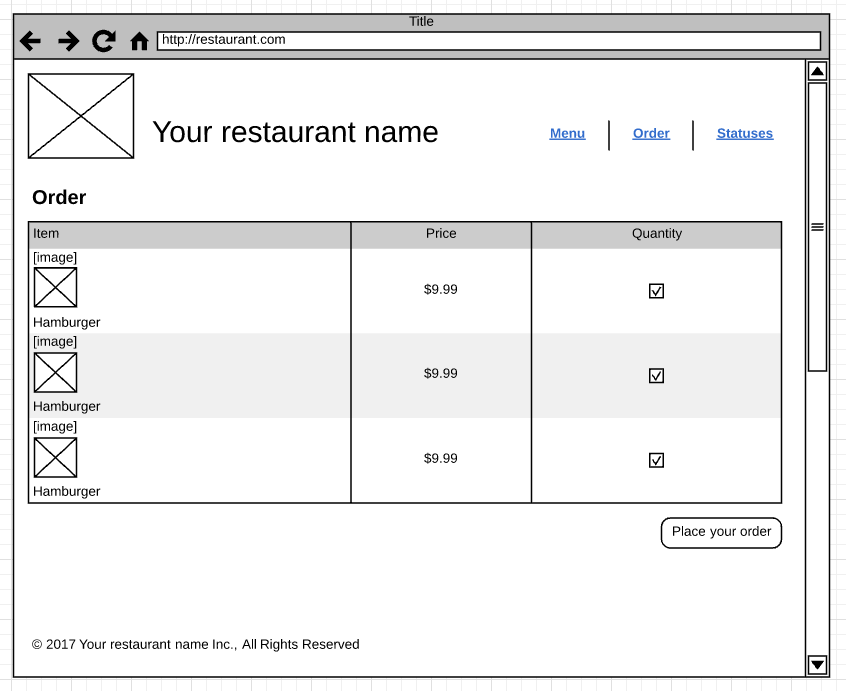 Title
http://restaurant.com
Your restaurant name
Menu
Order
Statuses
Order
Item
Price
Quantity
[image]
$9.99
Hamburger
[image]
$9.99
Hamburger
[image]
$9.99
Hamburger
Place your order
© 2017 Your restaurant name Inc., All Rights Reserved